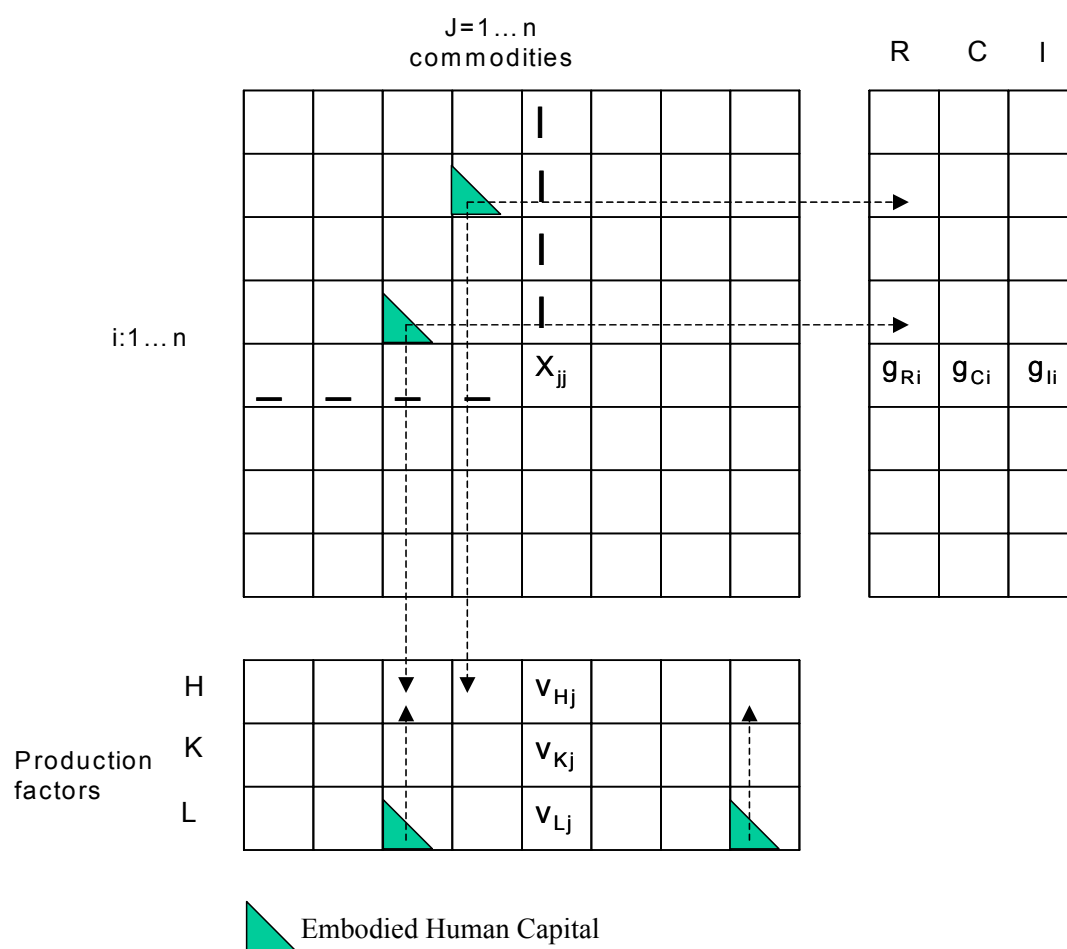 J=1...n
commodities
R C I
i:1...n
X_jj
g_Ri g_Ci g_Ii
H
v_Hj
K
v_Kj
Production
factors
L
v_Lj
Embodied Human Capital